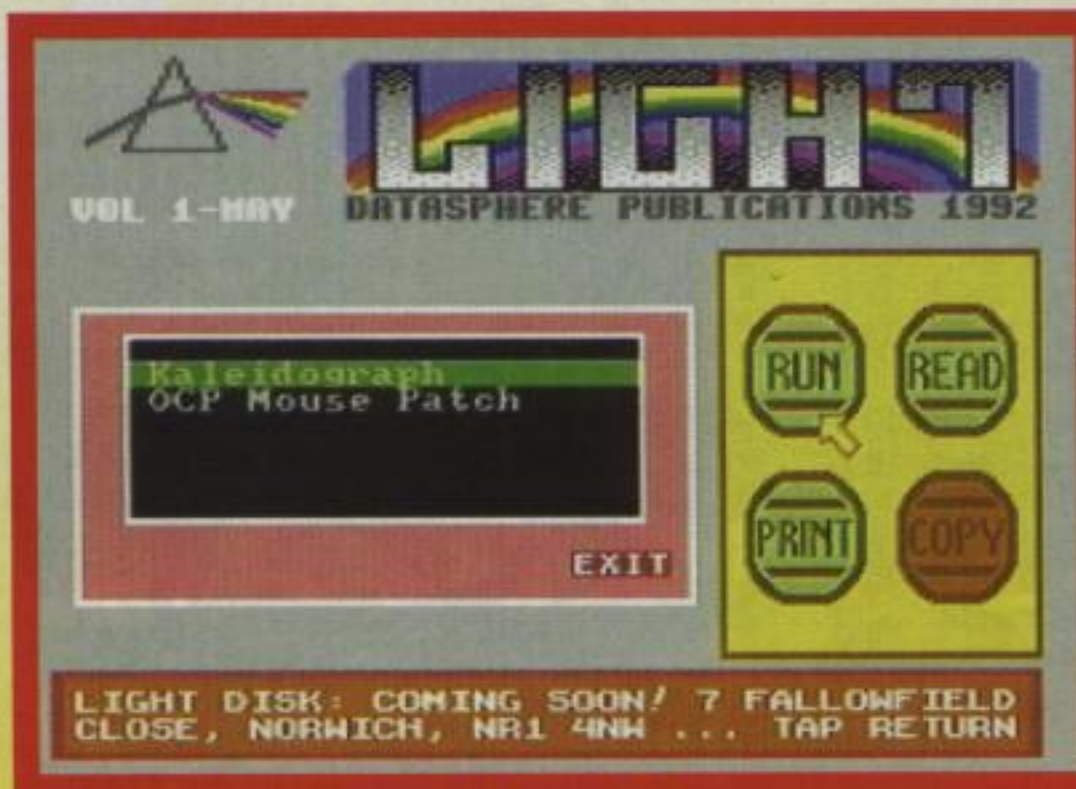 LIGHT
VOL 1-MAY
DATASPHERE PUBLICATIONS 1992
Kaleidograph
OCP Mouse Patch
EXIT
RUN
READ
PRINT
COPY
LIGHT DISK: COMING SOON! 7 FALLOWFIELD
CLOSE, NORWICH, NR1 4NW ... TAP RETURN